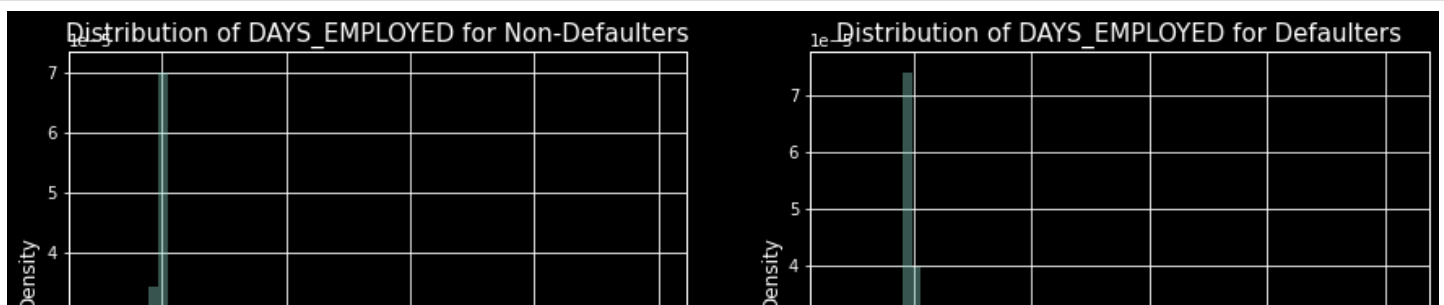 Distribution of DAYS_EMPLOYED for Non-Defaulters
1e−5
7
6
5
4
Density
Distribution of DAYS_EMPLOYED for Defaulters
1e−5
7
6
5
4
Density